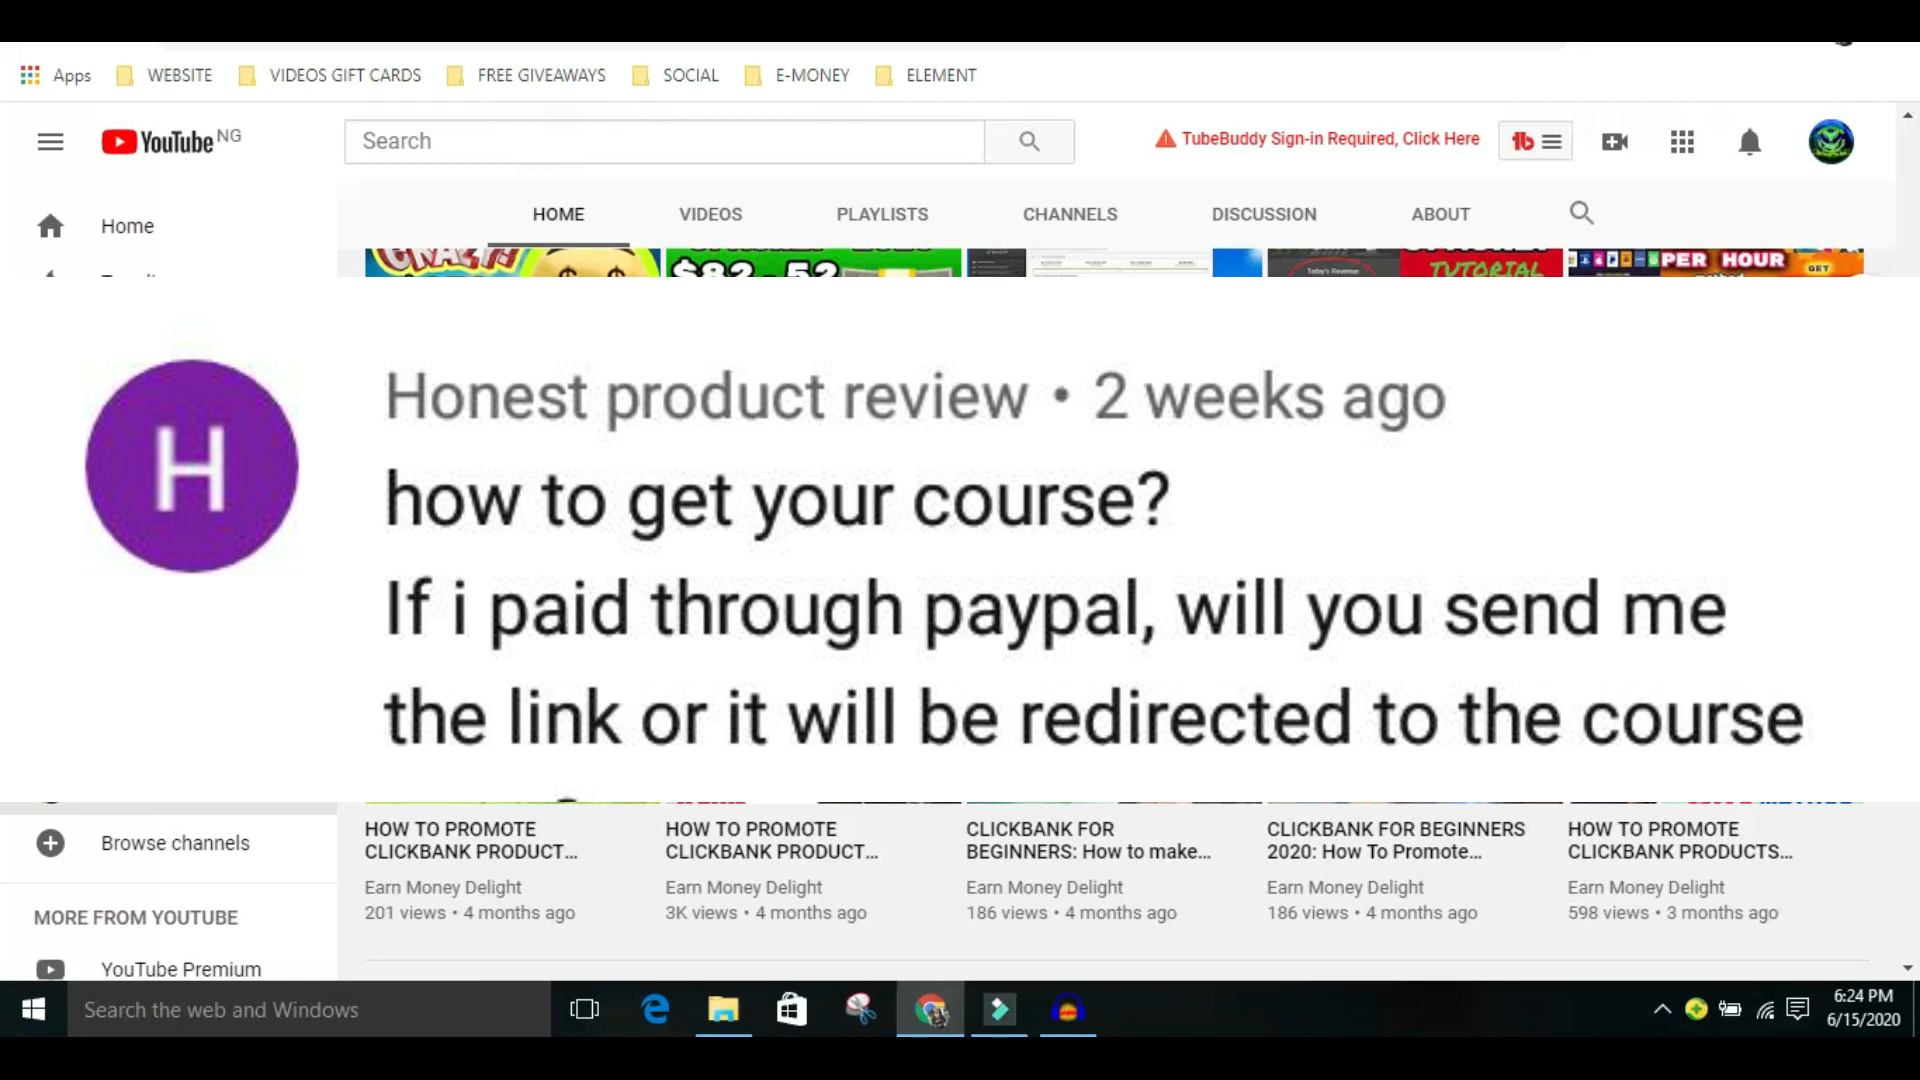 Apps WEBSITE VIDEOS GIFT CARDS FREE GIVEAWAYS SOCIAL E-MONEY ELEMENT
YouTube NG
Search
TubeBuddy Sign-in Required, Click Here
Home
HOME VIDEOS PLAYLISTS CHANNELS DISCUSSION ABOUT
Today's Revenue
TUTORIAL
PER HOUR
GET
H
Honest product review • 2 weeks ago
how to get your course?
If i paid through paypal, will you send me
the link or it will be redirected to the course
Browse channels
MORE FROM YOUTUBE
YouTube Premium
HOW TO PROMOTE
CLICKBANK PRODUCT...
Earn Money Delight
201 views • 4 months ago
HOW TO PROMOTE
CLICKBANK PRODUCT...
Earn Money Delight
3K views • 4 months ago
CLICKBANK FOR
BEGINNERS: How to make...
Earn Money Delight
186 views • 4 months ago
CLICKBANK FOR BEGINNERS
2020: How To Promote...
Earn Money Delight
186 views • 4 months ago
HOW TO PROMOTE
CLICKBANK PRODUCTS...
Earn Money Delight
598 views • 3 months ago
Search the web and Windows
6:24 PM
6/15/2020